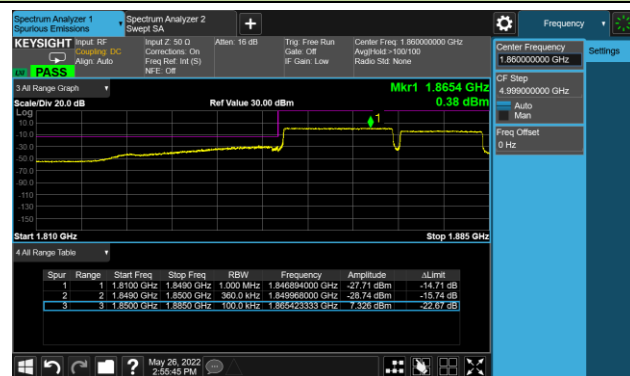 Spectrum Analyzer 1
Spurious Emissions
Spectrum Analyzer 2
Swept SA
+
Frequency
KEYSIGHT Input: RF
Coupling: DC
Align: Auto
Input Z: 50 Ω
Corrections: On
Freq Ref: Int (S)
NFE: Off
Atten: 16 dB
Trig: Free Run
Gate: Off
IF Gain: Low
Center Freq: 1.860000000 GHz
Avg|Hold:>100/100
Radio Std: None
PASS
Center Frequency
1.860000000 GHz
Settings
CF Step
4.999000000 GHz
Auto
Man
Freq Offset
0 Hz
3 All Range Graph
Mkr1 1.8654 GHz
Scale/Div 20.0 dB
Ref Value 30.00 dBm
0.38 dBm
Log
10.0
-10.0
-30.0
-50.0
-70.0
-90.0
-110
-130
-150
1
Start 1.810 GHz
Stop 1.885 GHz
4 All Range Table
Spur Range Start Freq Stop Freq RBW Frequency Amplitude ΔLimit
1 1 1.8100 GHz 1.8490 GHz 1.000 MHz 1.846894000 GHz -27.71 dBm -14.71 dB
2 2 1.8490 GHz 1.8500 GHz 360.0 kHz 1.849968000 GHz -28.74 dBm -15.74 dB
3 3 1.8500 GHz 1.8850 GHz 100.0 kHz 1.865423333 GHz 7.326 dBm -22.67 dB
?
May 26, 2022
2:55:45 PM